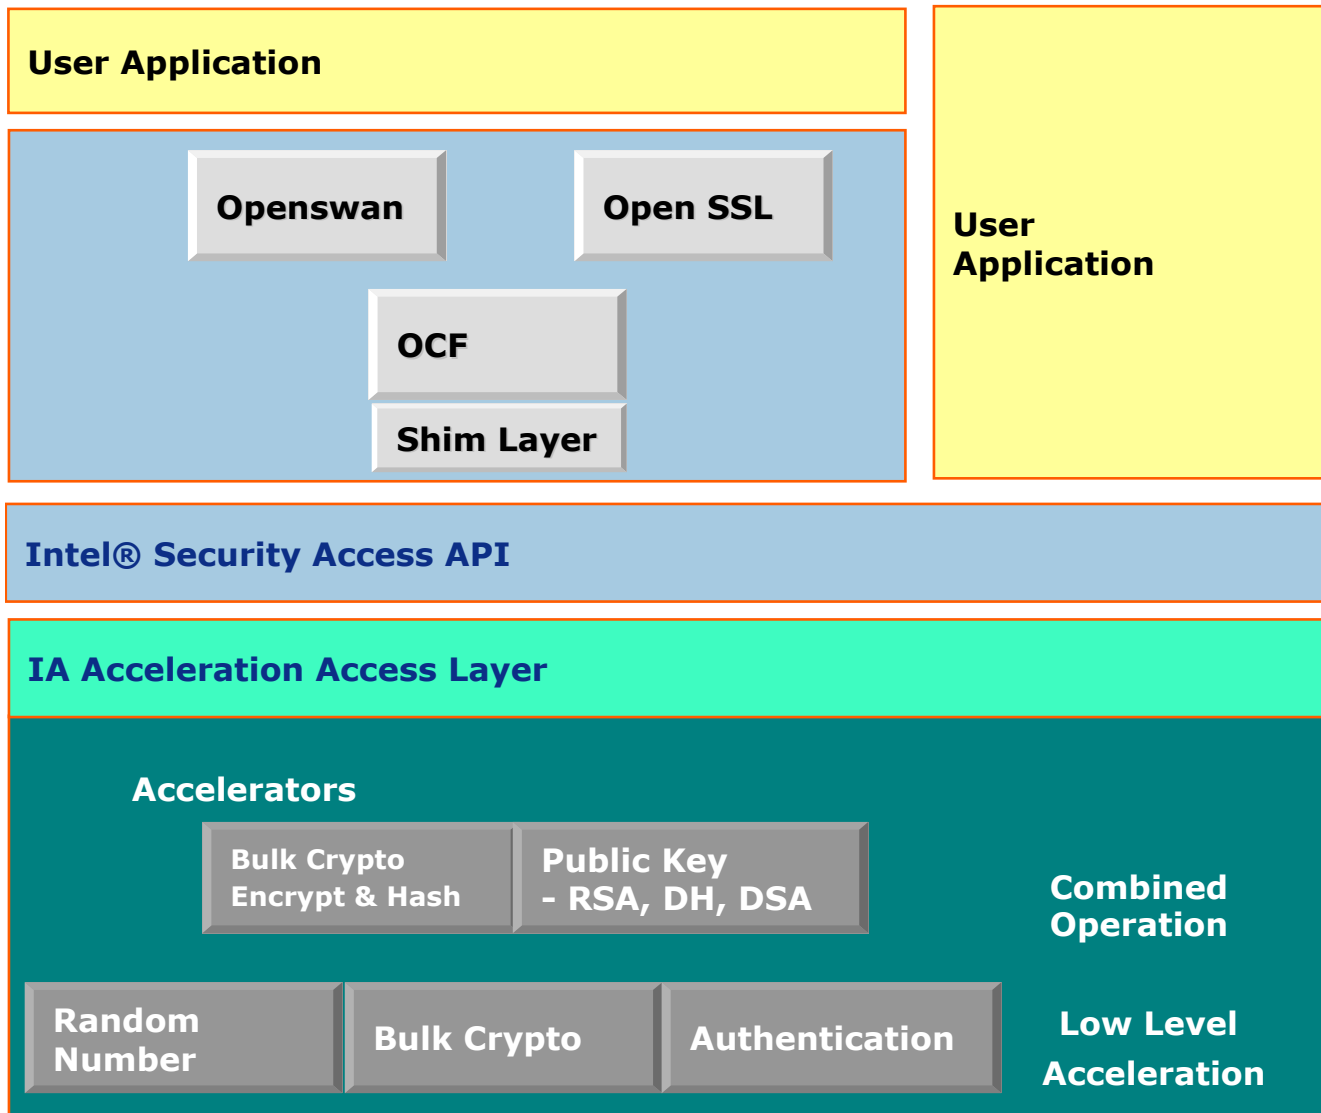 User Application
Openswan
Open SSL
OCF
Shim Layer
User
Application
Intel® Security Access API
IA Acceleration Access Layer
Accelerators
Bulk Crypto
Encrypt & Hash
Public Key
- RSA, DH, DSA
Combined
Operation
Random
Number
Bulk Crypto
Authentication
Low Level
Acceleration